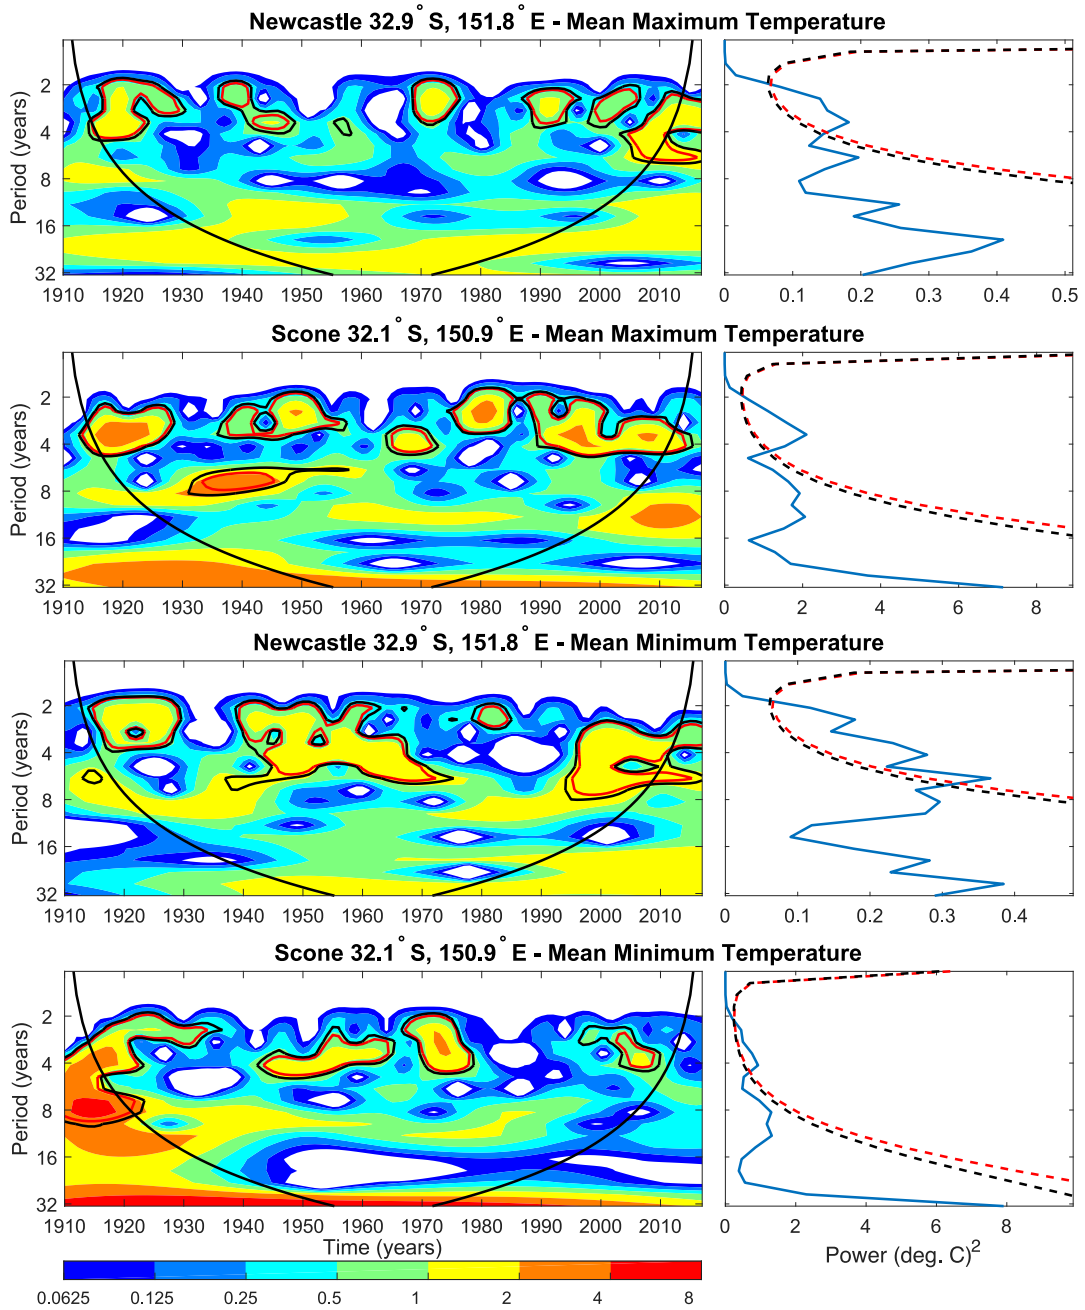 Newcastle 32.9° S, 151.8° E - Mean Maximum Temperature
Period (years)
2
4
8
16
32
1910 1920 1930 1940 1950 1960 1970 1980 1990 2000 2010
0 0.1 0.2 0.3 0.4 0.5
Scone 32.1° S, 150.9° E - Mean Maximum Temperature
Period (years)
2
4
8
16
32
1910 1920 1930 1940 1950 1960 1970 1980 1990 2000 2010
0 2 4 6 8
Newcastle 32.9° S, 151.8° E - Mean Minimum Temperature
Period (years)
2
4
8
16
32
1910 1920 1930 1940 1950 1960 1970 1980 1990 2000 2010
0 0.1 0.2 0.3 0.4
Scone 32.1° S, 150.9° E - Mean Minimum Temperature
Period (years)
2
4
8
16
32
1910 1920 1930 1940 1950 1960 1970 1980 1990 2000 2010
0 2 4 6 8
Time (years)
Power (deg. C)²
0.0625 0.125 0.25 0.5 1 2 4 8